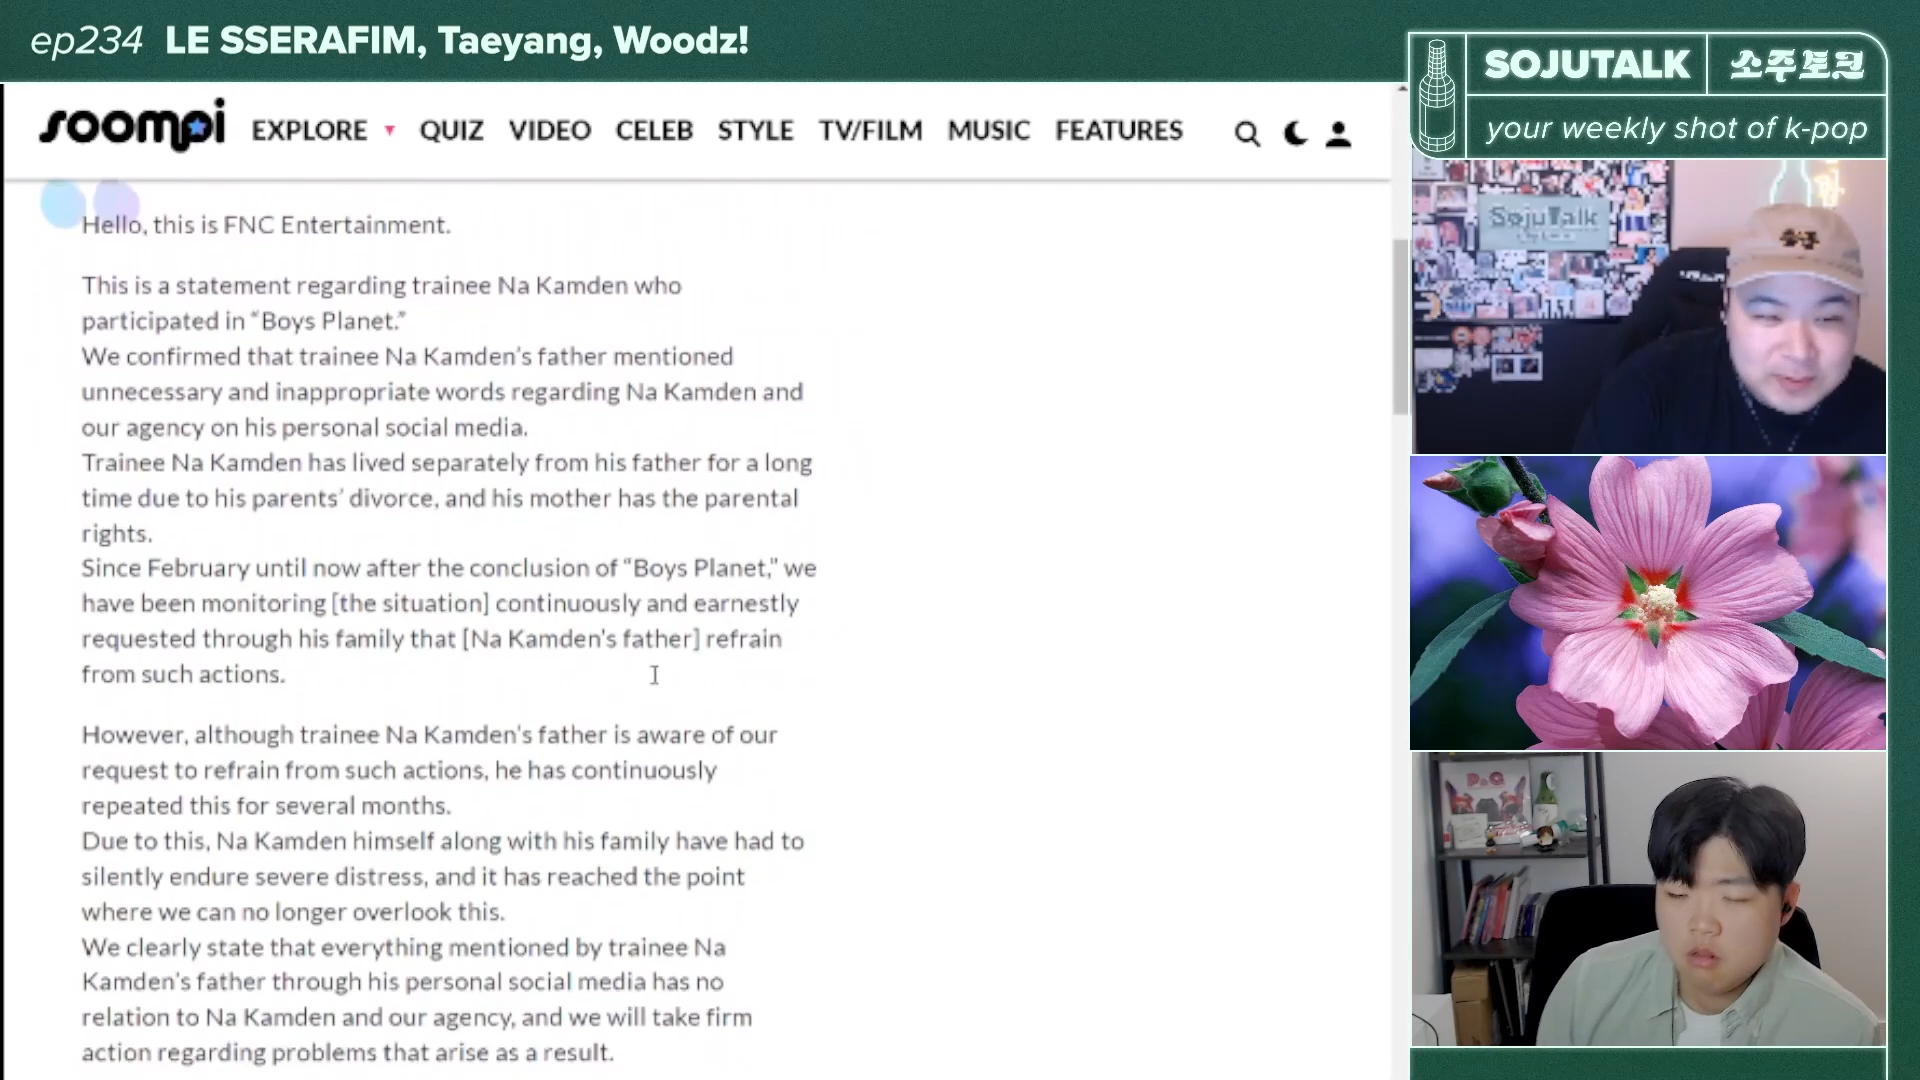 ep234 LE SSERAFIM, Taeyang, Woodz!
SOJUTALK 소주토크
your weekly shot of k-pop
soompi EXPLORE ▼ QUIZ VIDEO CELEB STYLE TV/FILM MUSIC FEATURES
Hello, this is FNC Entertainment.
This is a statement regarding trainee Na Kamden who
participated in “Boys Planet.”
We confirmed that trainee Na Kamden’s father mentioned
unnecessary and inappropriate words regarding Na Kamden and
our agency on his personal social media.
Trainee Na Kamden has lived separately from his father for a long
time due to his parents’ divorce, and his mother has the parental
rights.
Since February until now after the conclusion of “Boys Planet,” we
have been monitoring [the situation] continuously and earnestly
requested through his family that [Na Kamden's father] refrain
from such actions.
However, although trainee Na Kamden’s father is aware of our
request to refrain from such actions, he has continuously
repeated this for several months.
Due to this, Na Kamden himself along with his family have had to
silently endure severe distress, and it has reached the point
where we can no longer overlook this.
We clearly state that everything mentioned by trainee Na
Kamden’s father through his personal social media has no
relation to Na Kamden and our agency, and we will take firm
action regarding problems that arise as a result.
SojuTalk
P&Q